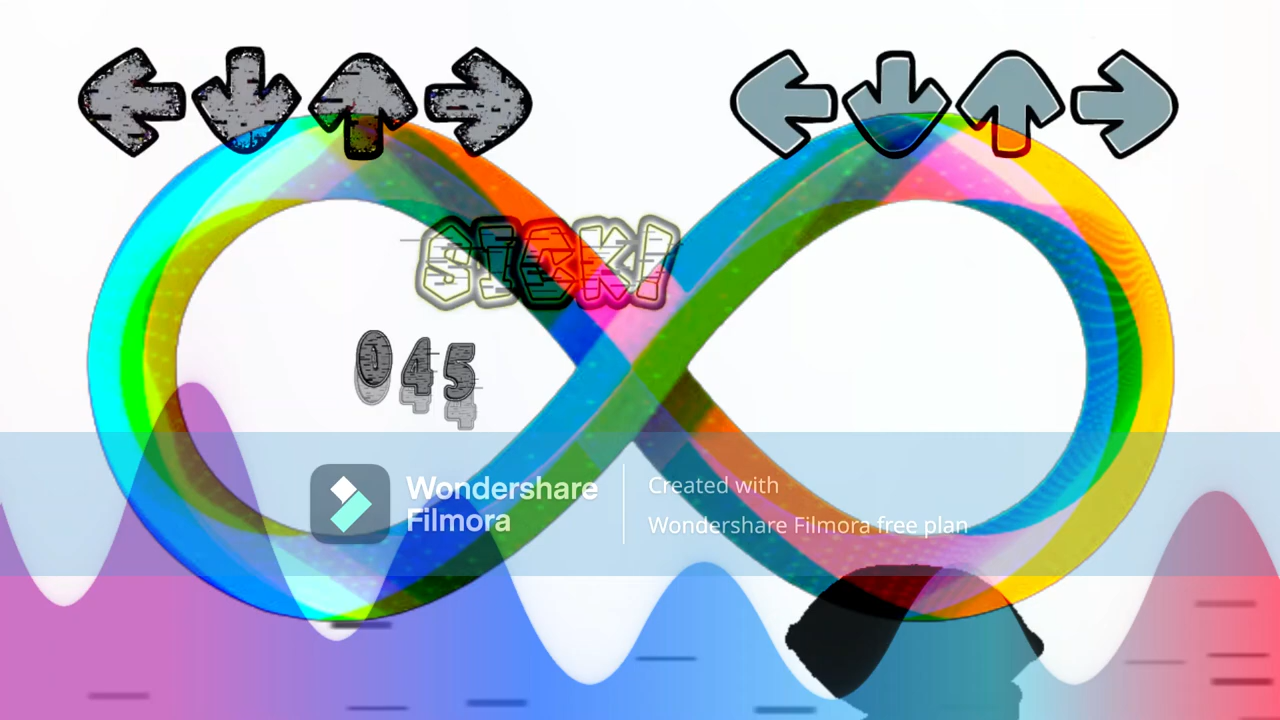 SICK!
045
Wondershare
Filmora
Created with
Wondershare Filmora free plan